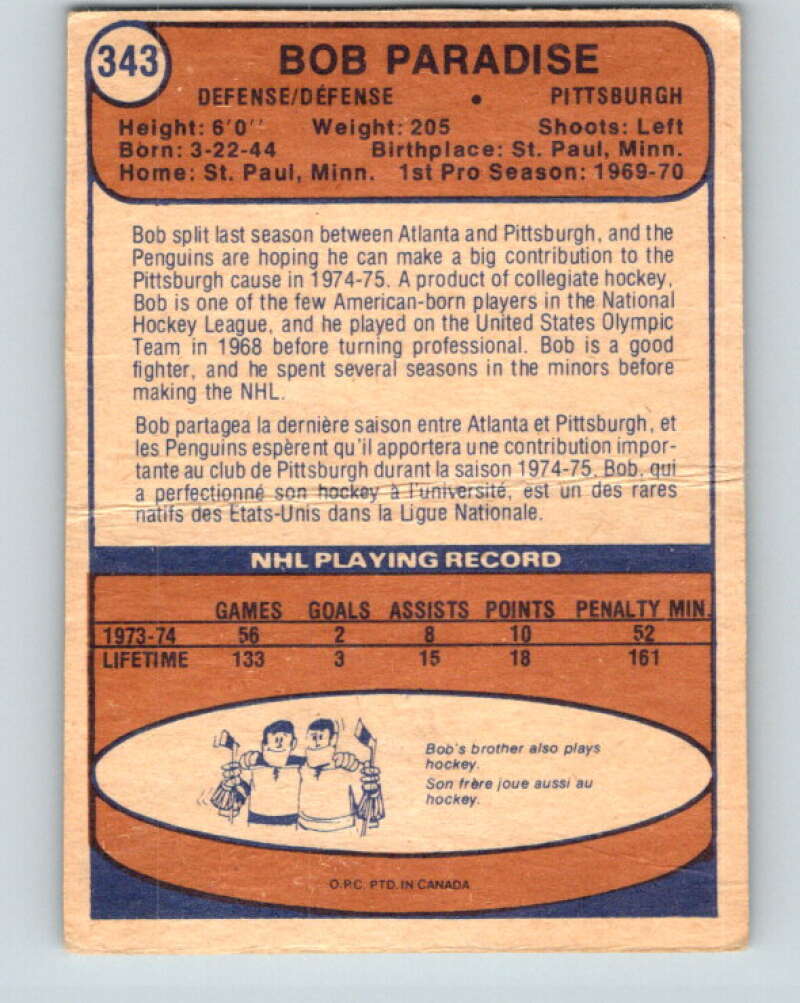 343
BOB PARADISE
DEFENSE/DÉFENSE • PITTSBURGH
Height: 6'0'' Weight: 205 Shoots: Left
Born: 3-22-44 Birthplace: St. Paul, Minn.
Home: St. Paul, Minn. 1st Pro Season: 1969-70
Bob split last season between Atlanta and Pittsburgh, and the
Penguins are hoping he can make a big contribution to the
Pittsburgh cause in 1974-75. A product of collegiate hockey,
Bob is one of the few American-born players in the National
Hockey League, and he played on the United States Olympic
Team in 1968 before turning professional. Bob is a good
fighter, and he spent several seasons in the minors before
making the NHL.
Bob partagea la dernière saison entre Atlanta et Pittsburgh, et
les Penguins espèrent qu'il apportera une contribution impor-
tante au club de Pittsburgh durant la saison 1974-75. Bob, qui
a perfectionné son hockey à l'université, est un des rares
natifs des États-Unis dans la Ligue Nationale.
NHL PLAYING RECORD
GAMES GOALS ASSISTS POINTS PENALTY MIN.
1973-74 56 2 8 10 52
LIFETIME 133 3 15 18 161
Bob's brother also plays
hockey.
Son frère joue aussi au
hockey.
O.P.C. PTD. IN CANADA